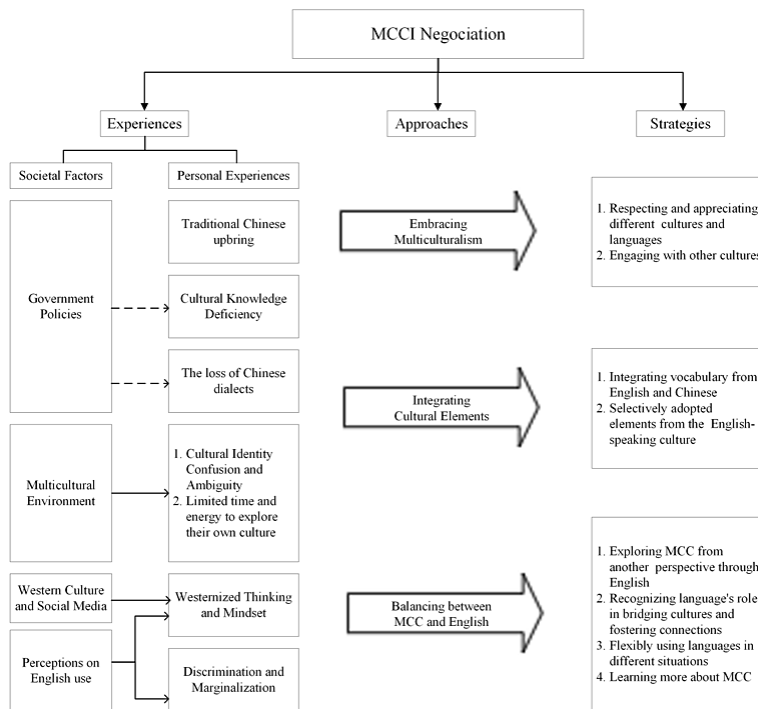 MCCI Negociation
Experiences
Approaches
Strategies
Societal Factors
Personal Experiences
Government
Policies
Traditional Chinese
upbring
Cultural Knowledge
Deficiency
The loss of Chinese
dialects
Multicultural
Environment
1. Cultural Identity
Confusion and
Ambiguity
2. Limited time and
energy to explore
their own culture
Western Culture
and Social Media
Westernized Thinking
and Mindset
Perceptions on
English use
Discrimination and
Marginalization
Embracing
Multiculturalism
Integrating
Cultural Elements
Balancing between
MCC and English
1. Respecting and appreciating
different cultures and
languages
2. Engaging with other cultures
1. Integrating vocabulary from
English and Chinese
2. Selectively adopted
elements from the English-
speaking culture
1. Exploring MCC from
another perspective through
English
2. Recognizing language's role
in bridging cultures and
fostering connections
3. Flexibly using languages in
different situations
4. Learning more about MCC